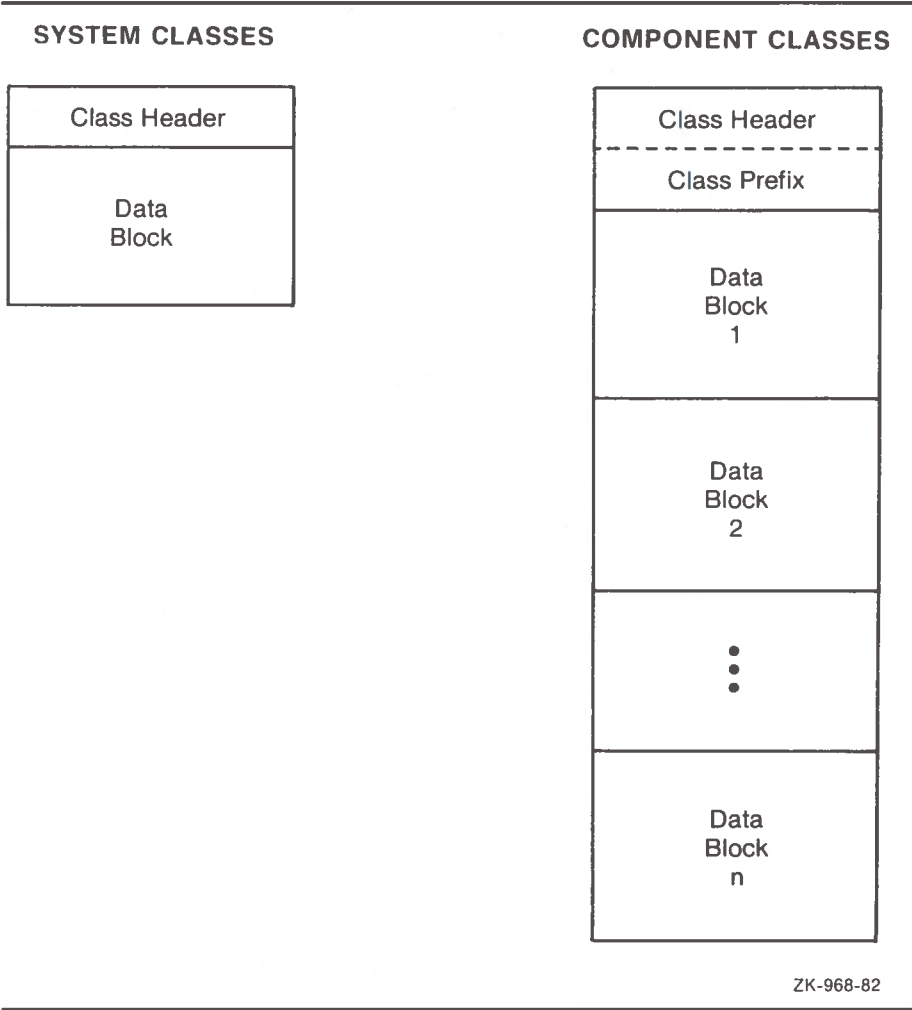 SYSTEM CLASSES
Class Header
Data
Block
COMPONENT CLASSES
Class Header
Class Prefix
Data
Block
1
Data
Block
2
Data
Block
n
ZK-968-82